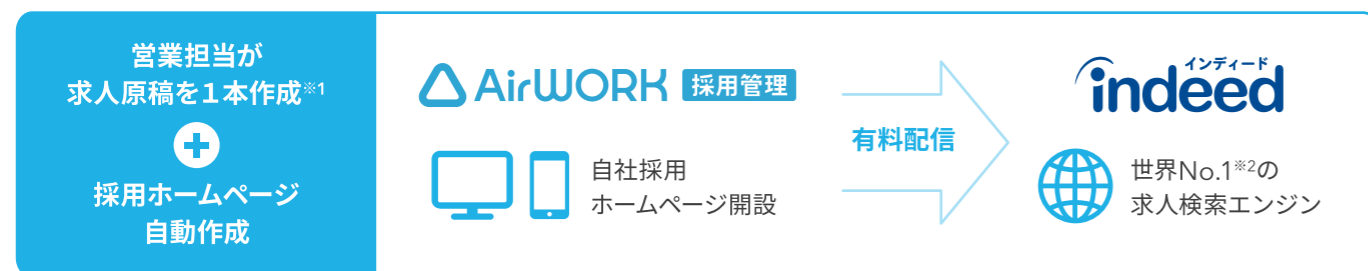 営業担当が
求人原稿を1本作成※1
採用ホームページ
自動作成
AirWORK 採用管理
自社採用
ホームページ開設
有料配信
インディード
indeed
世界No.1※2の
求人検索エンジン